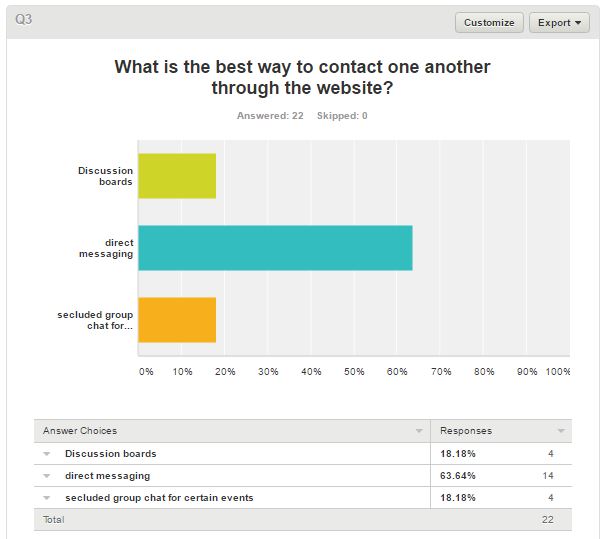 Q3
Customize
Export
What is the best way to contact one another
through the website?
Answered: 22 Skipped: 0
Discussion
boards
direct
messaging
secluded group
chat for...
0% 10% 20% 30% 40% 50% 60% 70% 80% 90% 100%
Answer Choices Responses
Discussion boards 18.18% 4
direct messaging 63.64% 14
secluded group chat for certain events 18.18% 4
Total 22